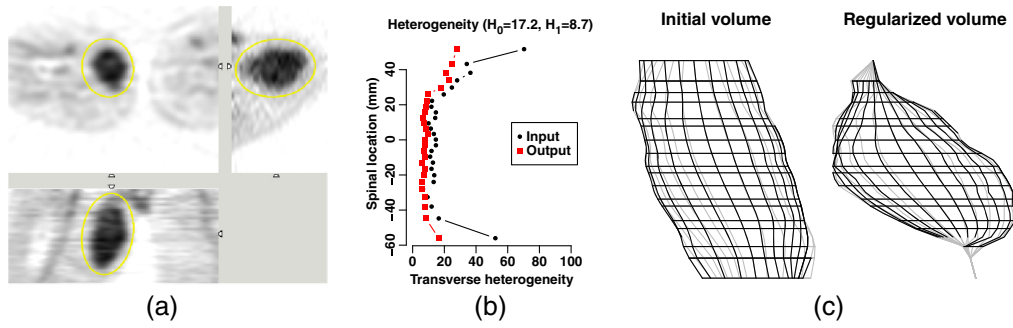 Heterogeneity (H0=17.2, H1=8.7)
Spinal location (mm)
40
20
0
−20
−40
−60
Input
Output
0 20 40 60 80 100
Transverse heterogeneity
Initial volume
Regularized volume
(a)
(b)
(c)